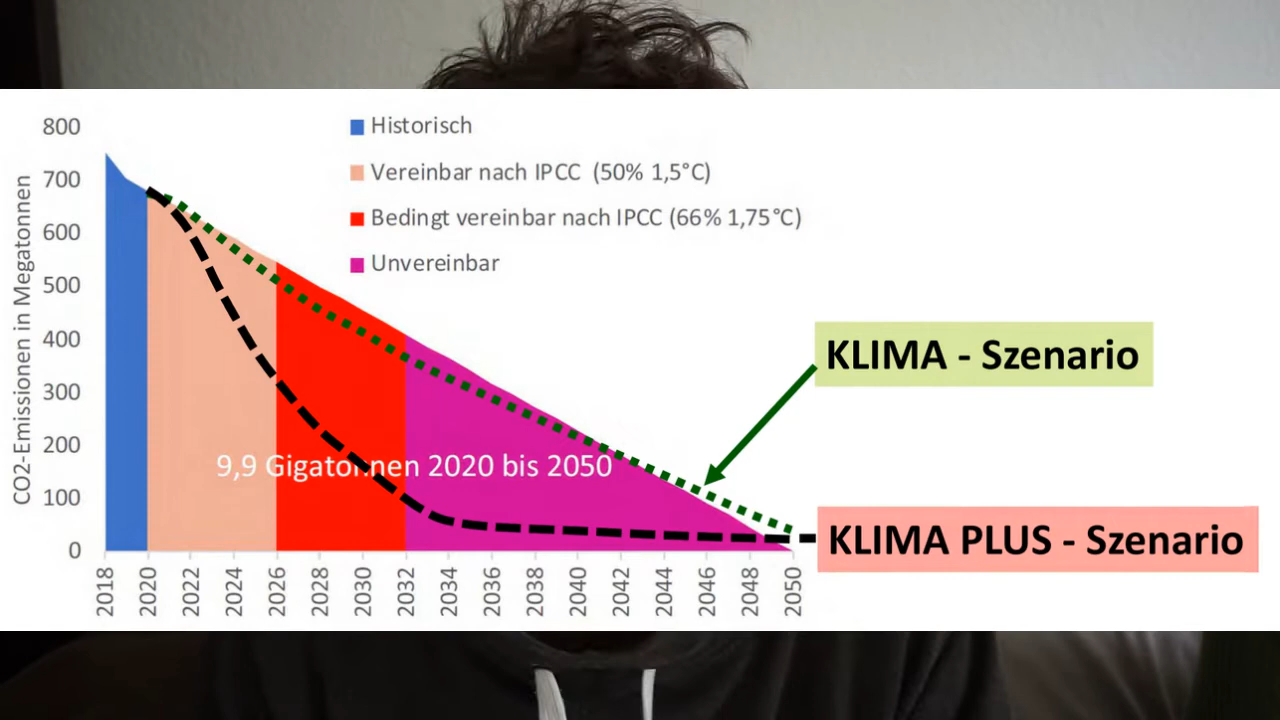 CO2-Emissionen in Megatonnen
800
700
600
500
400
300
200
100
0
Historisch
Vereinbar nach IPCC (50% 1,5°C)
Bedingt vereinbar nach IPCC (66% 1,75°C)
Unvereinbar
KLIMA - Szenario
9,9 Gigatonnen 2020 bis 2050
KLIMA PLUS - Szenario
2018 2020 2022 2024 2026 2028 2030 2032 2034 2036 2038 2040 2042 2044 2046 2048 2050